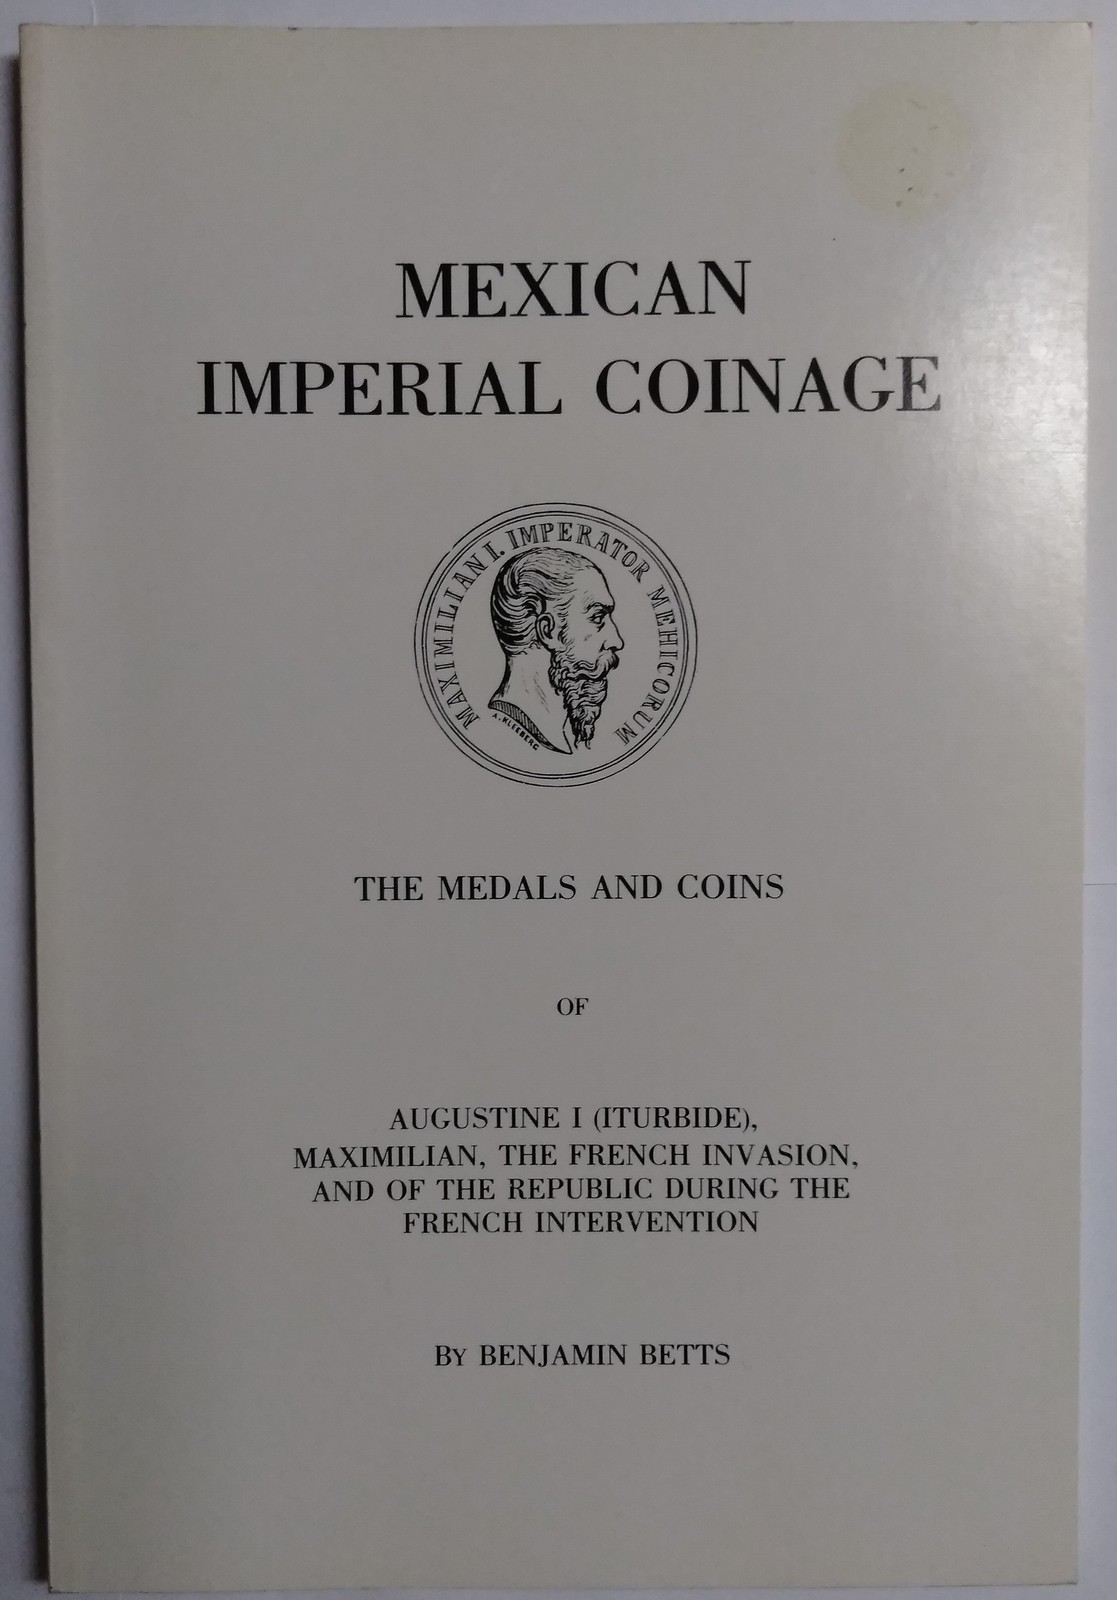 MEXICAN
IMPERIAL COINAGE
MAXIMILIAN I. IMPERATOR MEHICORUM
A. KLEEBERG
THE MEDALS AND COINS
OF
AUGUSTINE I (ITURBIDE),
MAXIMILIAN, THE FRENCH INVASION,
AND OF THE REPUBLIC DURING THE
FRENCH INTERVENTION
BY BENJAMIN BETTS